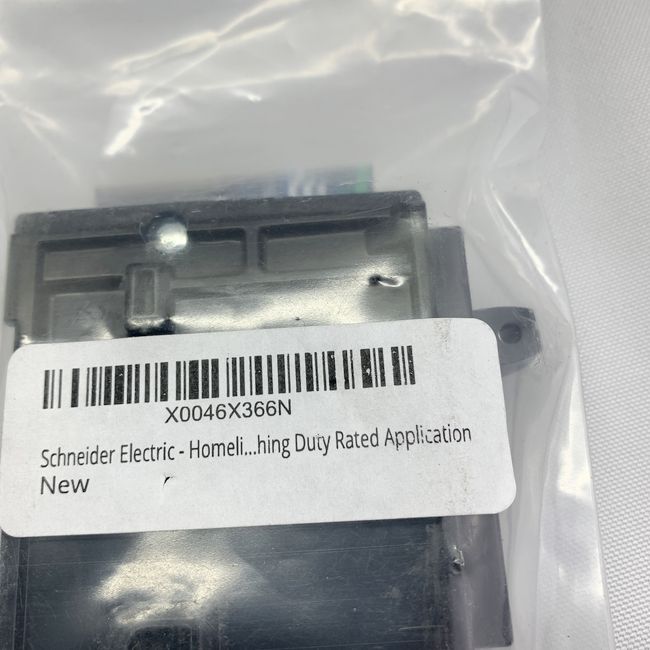 X0046X366N
Schneider Electric - Homeli...hing Duty Rated Application
New